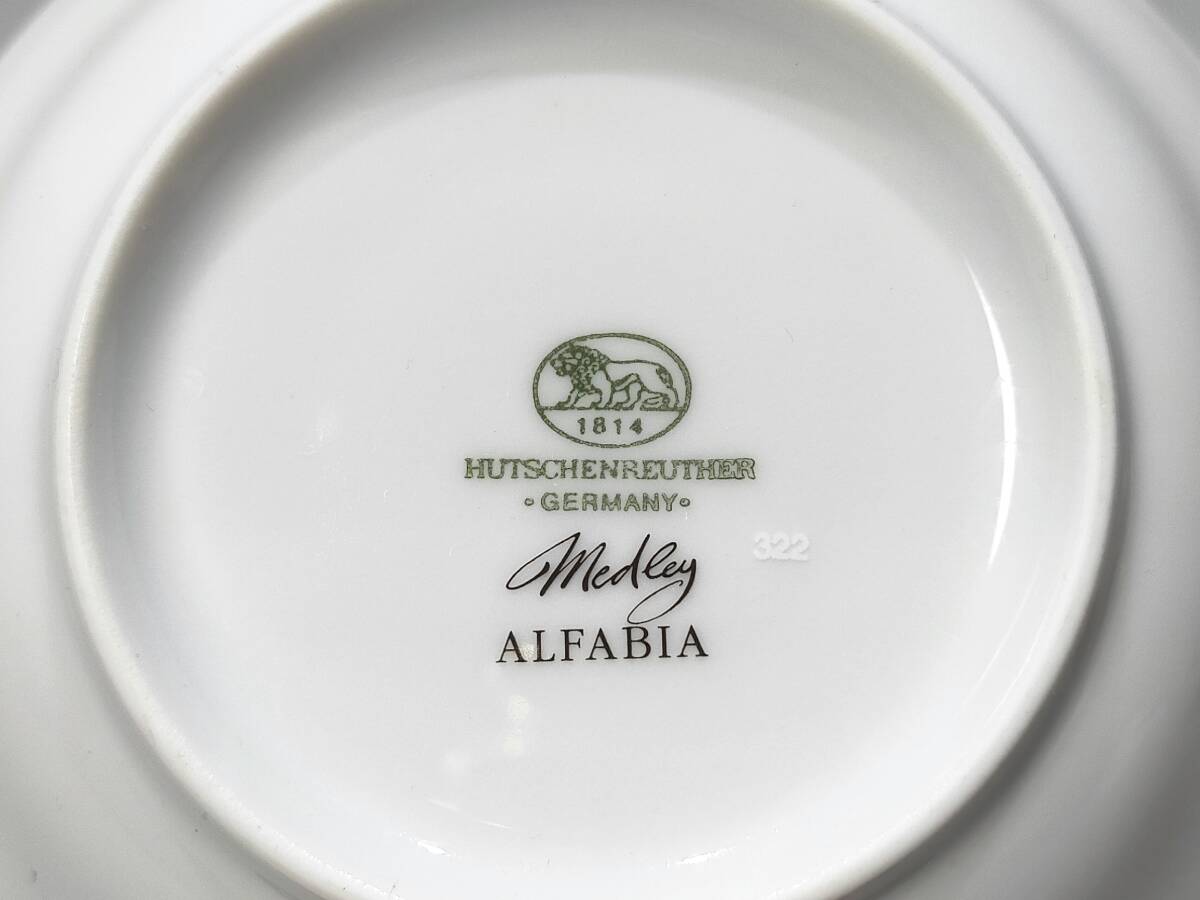 1814
HUTSCHENREUTHER
·GERMANY·
Medley
322
ALFABIA